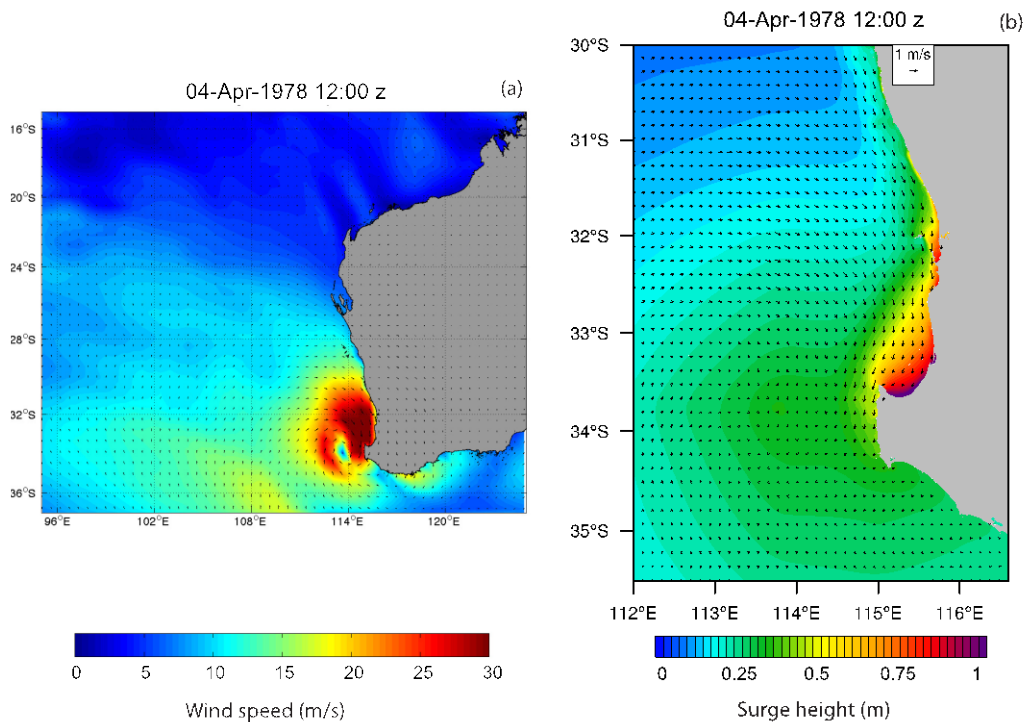 04-Apr-1978 12:00 z
(a)
16°S
20°S
24°S
28°S
32°S
36°S
96°E
102°E
108°E
114°E
120°E
0
5
10
15
20
25
30
Wind speed (m/s)
04-Apr-1978 12:00 z
(b)
1 m/s
30°S
31°S
32°S
33°S
34°S
35°S
112°E
113°E
114°E
115°E
116°E
0
0.25
0.5
0.75
1
Surge height (m)